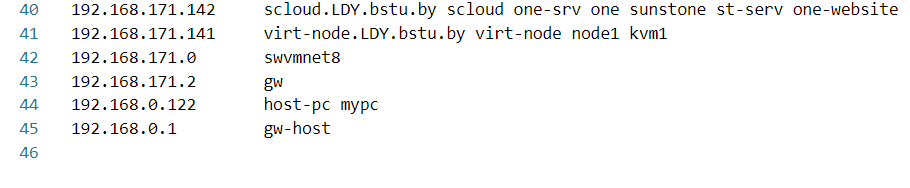 40 192.168.171.142 scloud.LDY.bstu.by scloud one-srv one sunstone st-serv one-website
41 192.168.171.141 virt-node.LDY.bstu.by virt-node node1 kvm1
42 192.168.171.0 swvmnet8
43 192.168.171.2 gw
44 192.168.0.122 host-pc mypc
45 192.168.0.1 gw-host
46